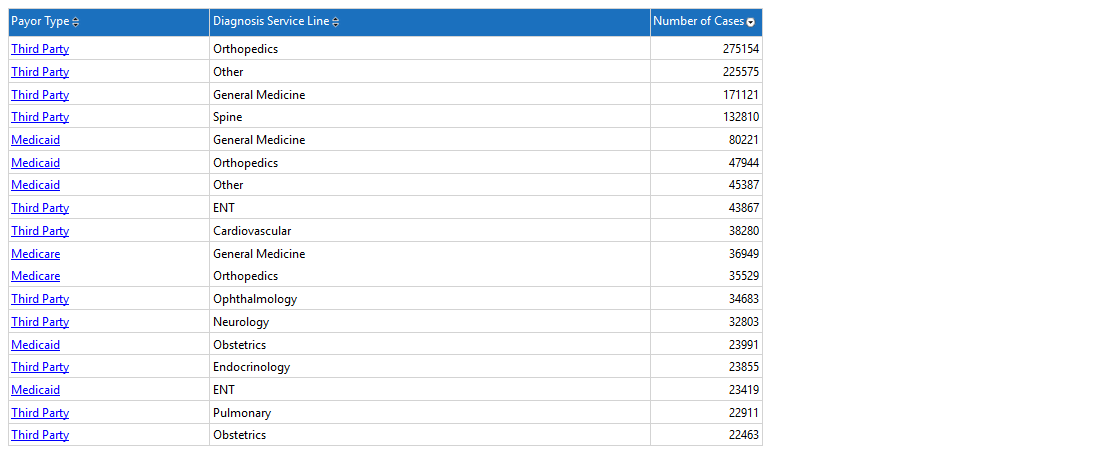 Payor Type Diagnosis Service Line Number of Cases
Third Party Orthopedics 275154
Third Party Other 225575
Third Party General Medicine 171121
Third Party Spine 132810
Medicaid General Medicine 80221
Medicaid Orthopedics 47944
Medicaid Other 45387
Third Party ENT 43867
Third Party Cardiovascular 38280
Medicare General Medicine 36949
Medicare Orthopedics 35529
Third Party Ophthalmology 34683
Third Party Neurology 32803
Medicaid Obstetrics 23991
Third Party Endocrinology 23855
Medicaid ENT 23419
Third Party Pulmonary 22911
Third Party Obstetrics 22463